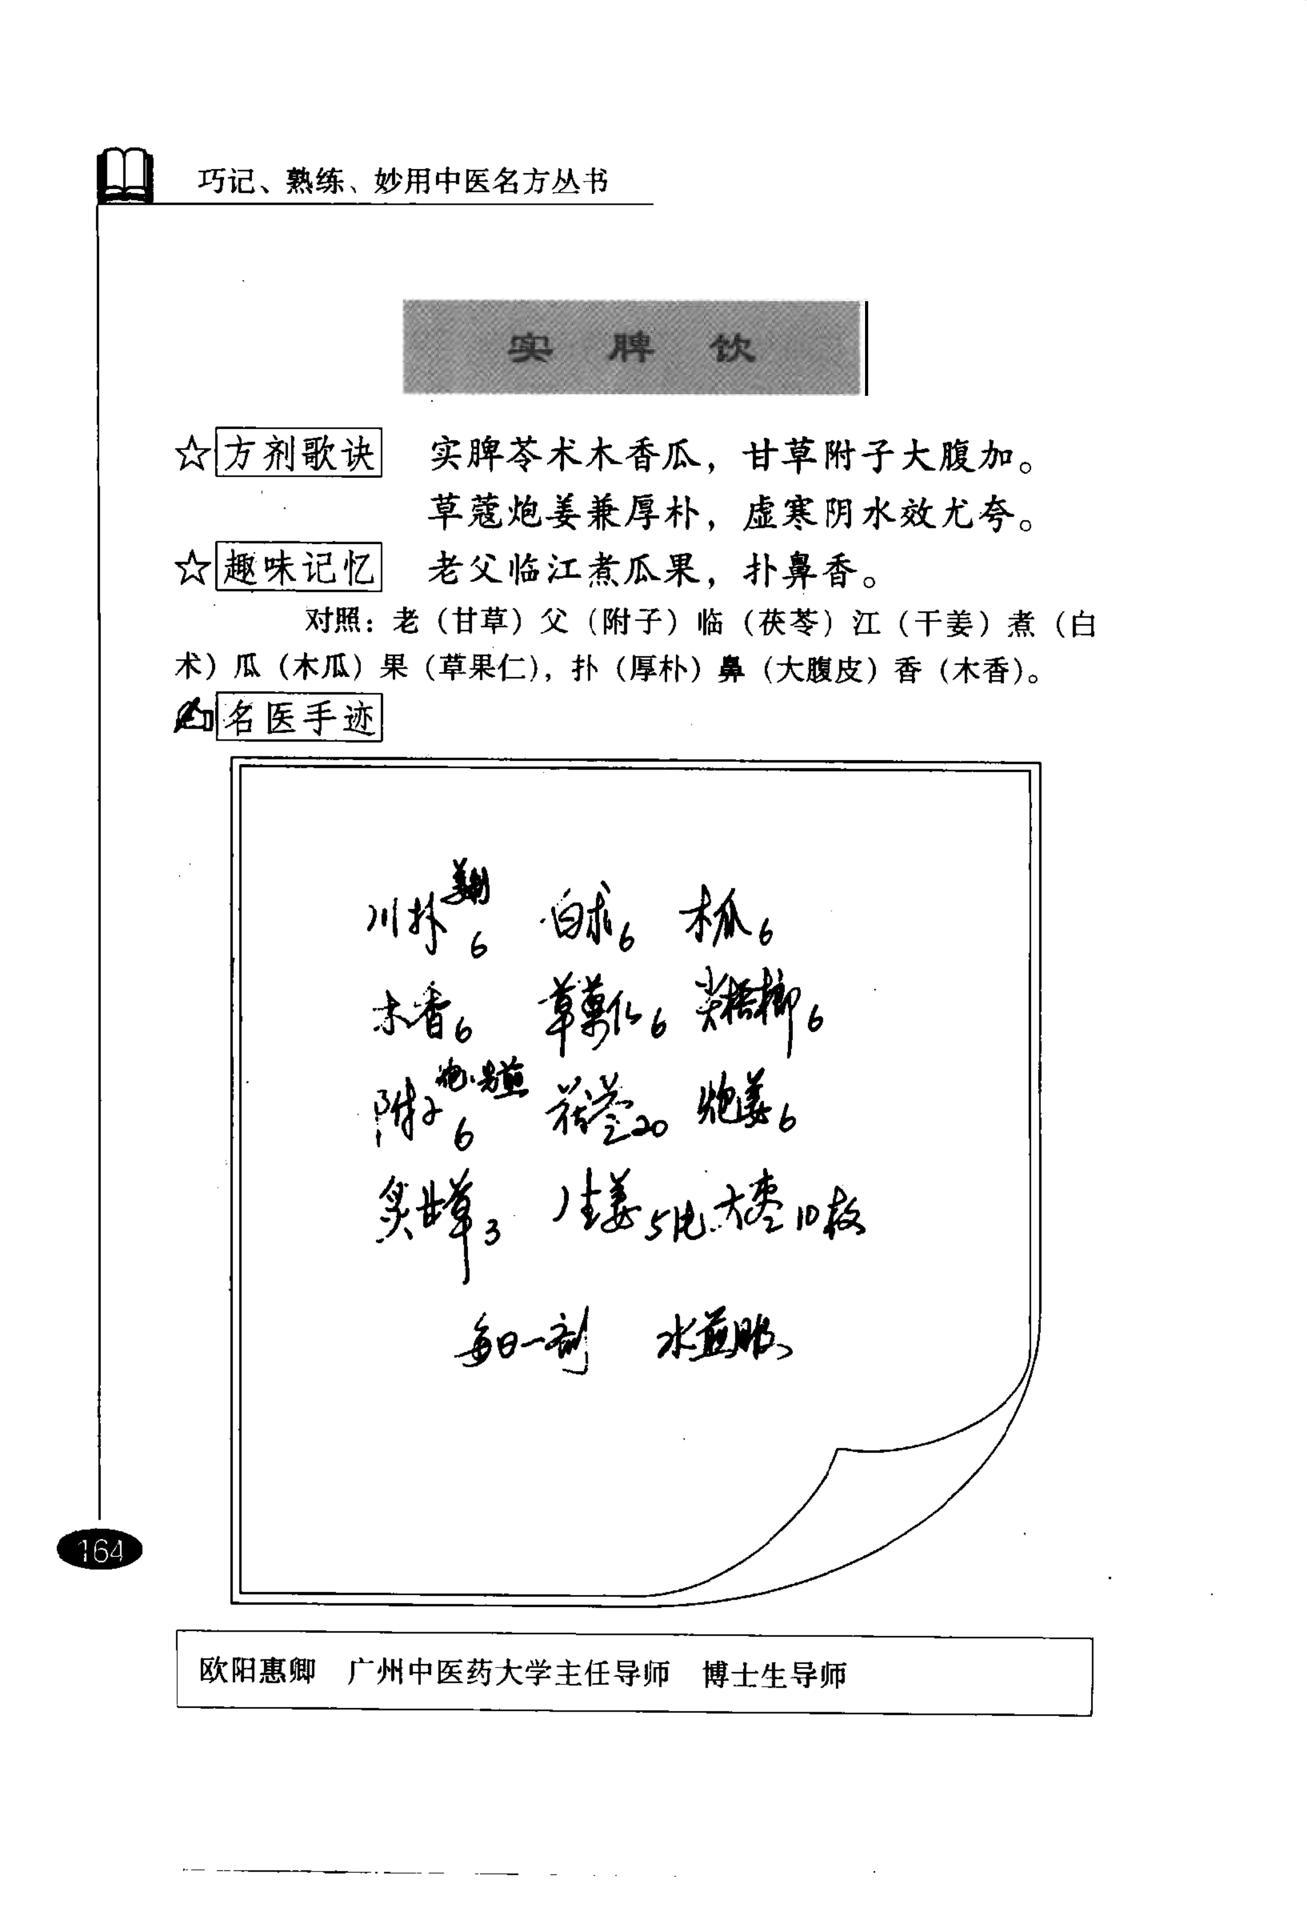 巧记、熟练、妙用中医名方丛书
实 脾 饮
☆方剂歌诀 实脾苓术木香瓜，甘草附子大腹加。
草蔻炮姜兼厚朴，虚寒阴水效尤夸。
☆趣味记忆 老父临江煮瓜果，扑鼻香。
对照：老（甘草）父（附子）临（茯苓）江（干姜）煮（白
术）瓜（木瓜）果（草果仁），扑（厚朴）鼻（大腹皮）香（木香）。
名医手迹
川朴 6 白术 6 木瓜 6
木香 6 草果仁 6 尖槟榔 6
炮、先煎
附子 6 茯苓 20 炮姜 6
炙甘草 3 生姜 5片 大枣 10枚
每日一剂 水煎服
164
欧阳惠卿 广州中医药大学主任导师 博士生导师